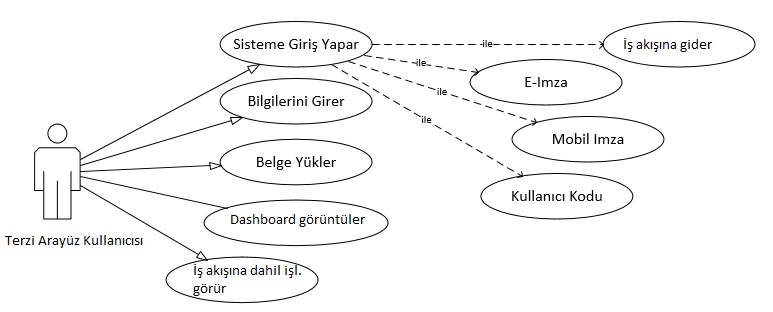 Sisteme Giriş Yapar
ile
İş akışına gider
ile
E-Imza
ile
Mobil Imza
ile
Kullanıcı Kodu
Bilgilerini Girer
Belge Yükler
Dashboard görüntüler
Terzi Arayüz Kullanıcısı
İş akışına dahil işl.
görür